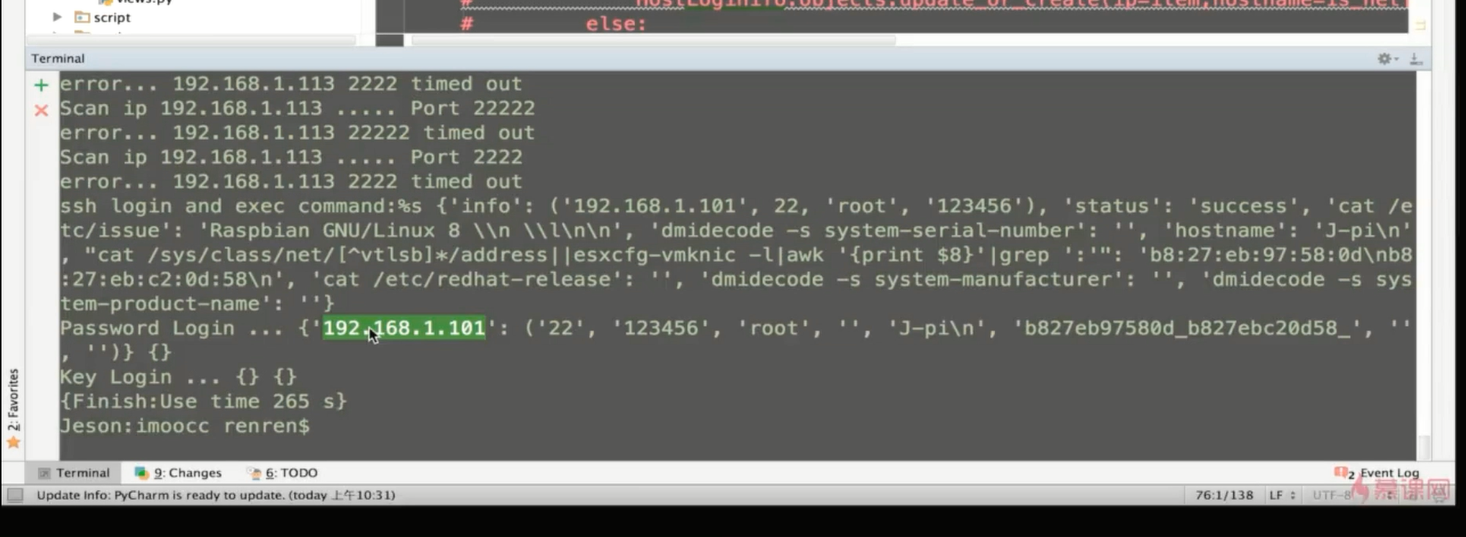 views.py
script
# HostLoginInfo.objects.update_or_create(ip=item,hostname=is_net[
# else:
Terminal
error... 192.168.1.113 2222 timed out
Scan ip 192.168.1.113 ..... Port 22222
error... 192.168.1.113 22222 timed out
Scan ip 192.168.1.113 ..... Port 2222
error... 192.168.1.113 2222 timed out
ssh login and exec command:%s {'info': ('192.168.1.101', 22, 'root', '123456'), 'status': 'success', 'cat /e
tc/issue': 'Raspbian GNU/Linux 8 \\n \\l\n\n', 'dmidecode -s system-serial-number': '', 'hostname': 'J-pi\n'
, "cat /sys/class/net/[^vtlsb]*/address||esxcfg-vmknic -l|awk '{print $8}'|grep ':'": 'b8:27:eb:97:58:0d\nb8
:27:eb:c2:0d:58\n', 'cat /etc/redhat-release': '', 'dmidecode -s system-manufacturer': '', 'dmidecode -s sys
tem-product-name': ''}
Password Login ... {'192.168.1.101': ('22', '123456', 'root', '', 'J-pi\n', 'b827eb97580d_b827ebc20d58_', ''
, '')} {}
Key Login ... {} {}
{Finish:Use time 265 s}
Jeson:imoocc renren$
2: Favorites
Terminal 9: Changes 6: TODO 2 Event Log
Update Info: PyCharm is ready to update. (today 上午10:31) 76:1/138 LF UTF-8
慕课网